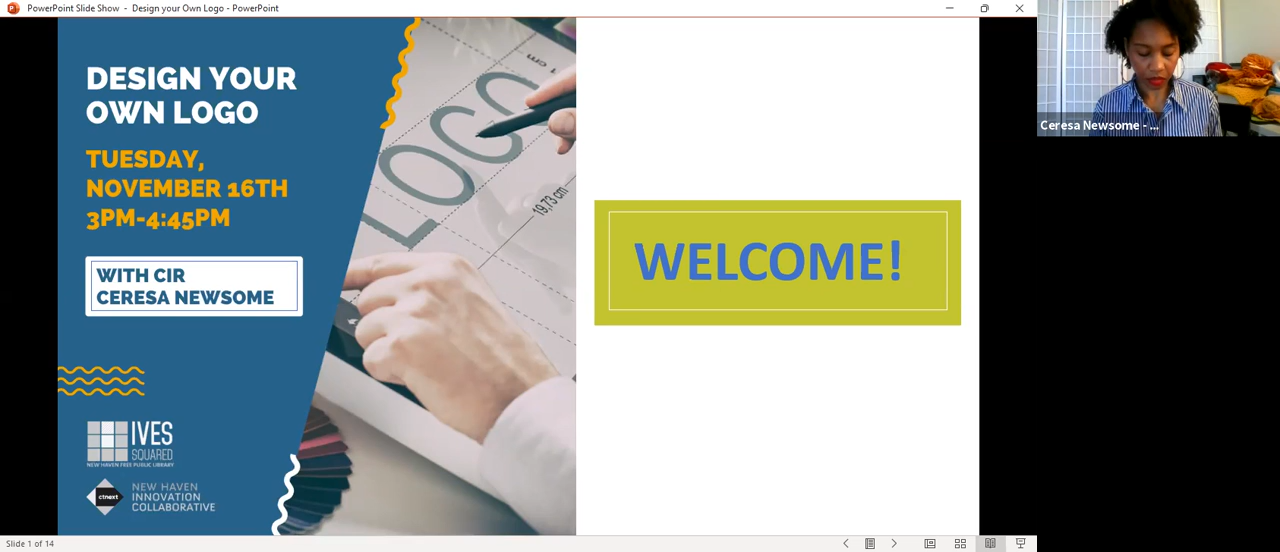 PowerPoint Slide Show - Design your Own Logo - PowerPoint
DESIGN YOUR
OWN LOGO
TUESDAY,
NOVEMBER 16TH
3PM-4:45PM
WITH CIR
CERESA NEWSOME
IVES
SQUARED
NEW HAVEN FREE PUBLIC LIBRARY
ctnext
NEW HAVEN
INNOVATION
COLLABORATIVE
LOGO
1 cm
19,73 cm
WELCOME!
Ceresa Newsome - ...
Slide 1 of 14